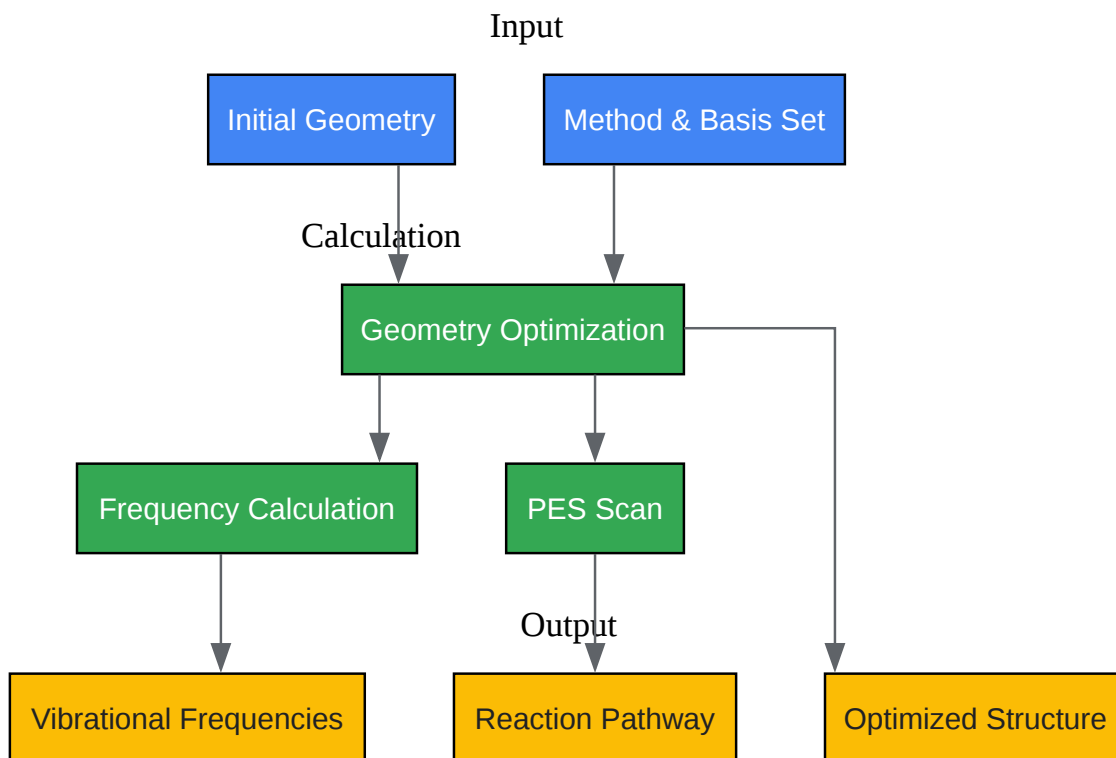 Input
Initial Geometry
Method & Basis Set
Calculation
Geometry Optimization
Frequency Calculation
PES Scan
Output
Vibrational Frequencies
Reaction Pathway
Optimized Structure